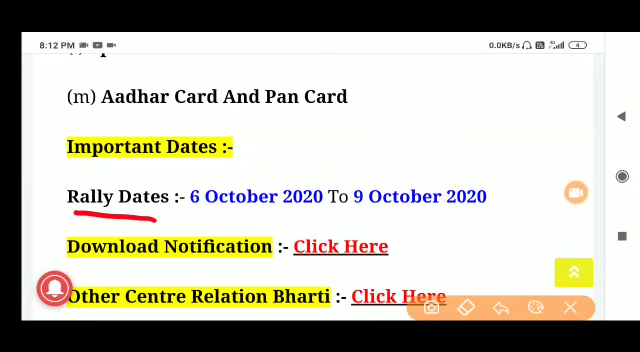 8:12 PM
0.0KB/s 4
(m) Aadhar Card And Pan Card
Important Dates :-
Rally Dates :- 6 October 2020 To 9 October 2020
Download Notification :- Click Here
Other Centre Relation Bharti :- Click Here